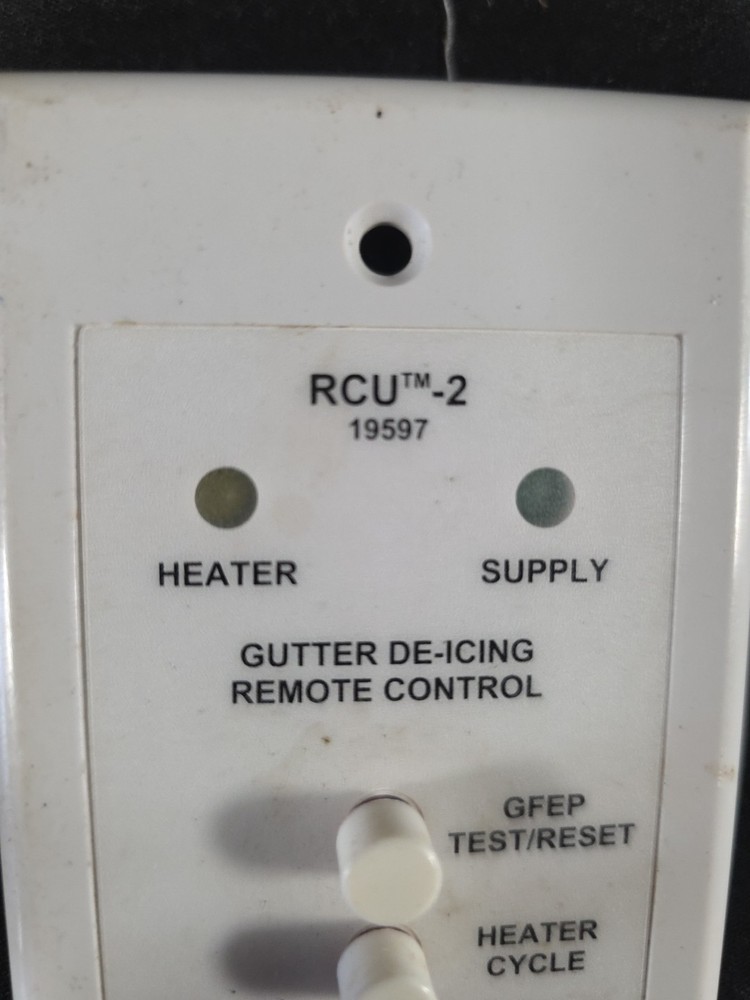 RCU™-2
19597
HEATER
SUPPLY
GUTTER DE-ICING
REMOTE CONTROL
GFEP
TEST/RESET
HEATER
CYCLE